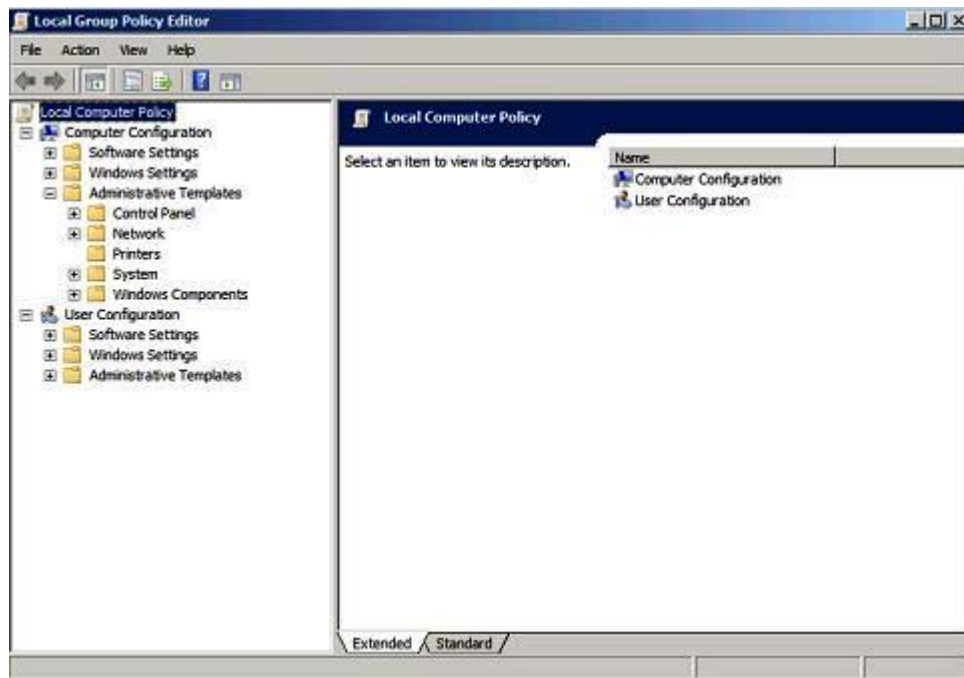 Local Group Policy Editor
File Action View Help
Local Computer Policy
Computer Configuration
Software Settings
Windows Settings
Administrative Templates
Control Panel
Network
Printers
System
Windows Components
User Configuration
Software Settings
Windows Settings
Administrative Templates
Local Computer Policy
Select an item to view its description.
Name
Computer Configuration
User Configuration
Extended Standard